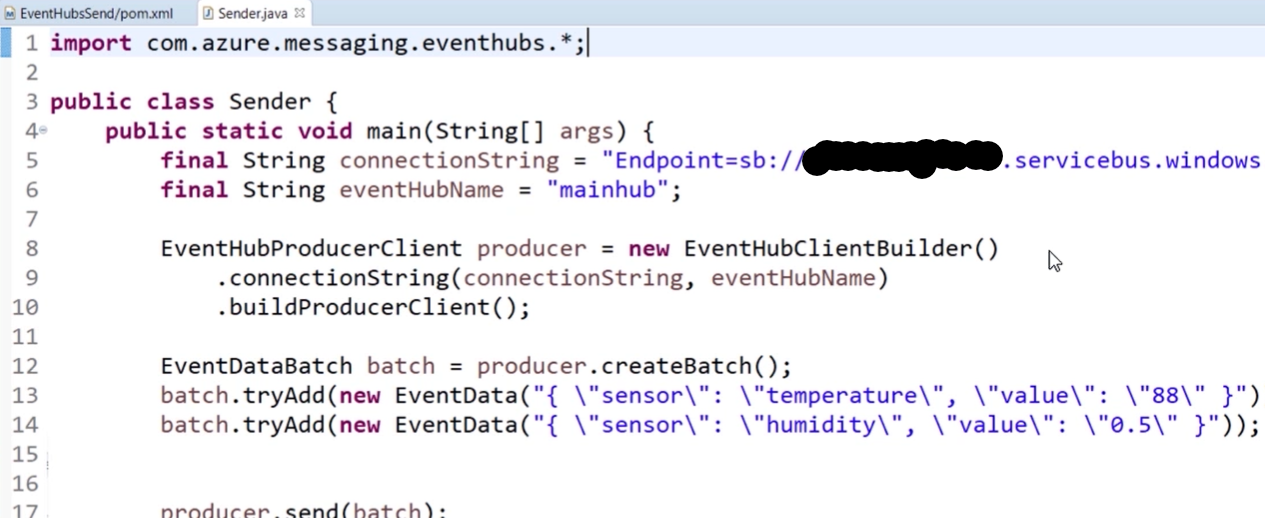 EventHubsSend/pom.xml Sender.java
1 import com.azure.messaging.eventhubs.*;
2
3 public class Sender {
4 public static void main(String[] args) {
5 final String connectionString = "Endpoint=sb:// .servicebus.windows
6 final String eventHubName = "mainhub";
7
8 EventHubProducerClient producer = new EventHubClientBuilder()
9 .connectionString(connectionString, eventHubName)
10 .buildProducerClient();
11
12 EventDataBatch batch = producer.createBatch();
13 batch.tryAdd(new EventData("{ \"sensor\": \"temperature\", \"value\": \"88\" }")
14 batch.tryAdd(new EventData("{ \"sensor\": \"humidity\", \"value\": \"0.5\" }"));
15
16
17 producer.send(batch);